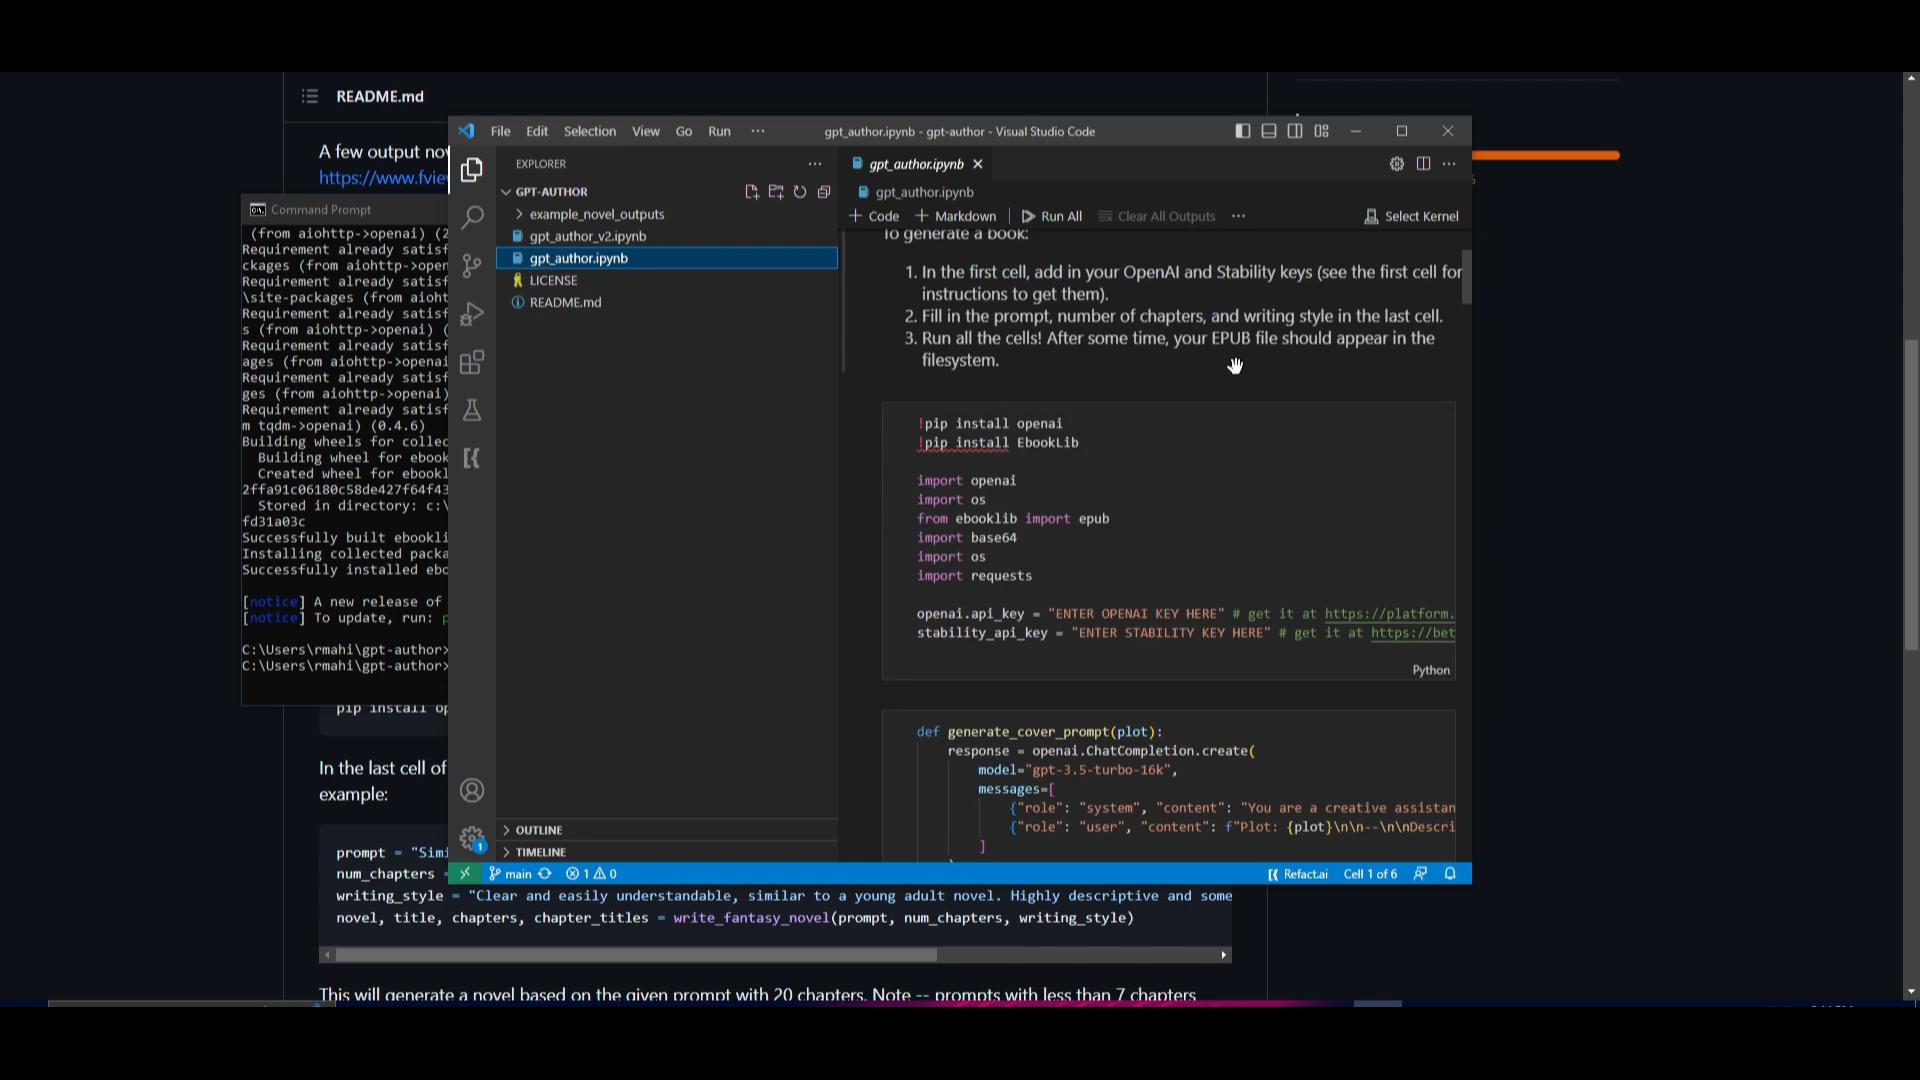 README.md
A few output nov
https://www.fvie
Command Prompt
(from aiohttp->openai) (2
Requirement already satisf
ckages (from aiohttp->oper
Requirement already satisf
\site-packages (from aioht
Requirement already satisf
s (from aiohttp->openai) (
Requirement already satisf
ages (from aiohttp->openai
Requirement already satisf
ges (from aiohttp->openai)
Requirement already satisf
m tqdm->openai) (0.4.6)
Building wheels for collec
Building wheel for ebook
Created wheel for ebookl
2ffa91c06180c58de427f64f43
Stored in directory: c:\
fd31a03c
Successfully built ebookli
Installing collected packa
Successfully installed ebo
[notice] A new release of
[notice] To update, run: p
C:\Users\rmahi\gpt-author>
C:\Users\rmahi\gpt-author>
pip install op
In the last cell of
example:
prompt = "Simi
num_chapters =
writing_style = "Clear and easily understandable, similar to a young adult novel. Highly descriptive and some
novel, title, chapters, chapter_titles = write_fantasy_novel(prompt, num_chapters, writing_style)
This will generate a novel based on the given prompt with 20 chapters. Note -- prompts with less than 7 chapters
File Edit Selection View Go Run ··· gpt_author.ipynb - gpt-author - Visual Studio Code
EXPLORER ···
GPT-AUTHOR
example_novel_outputs
gpt_author_v2.ipynb
gpt_author.ipynb
LICENSE
README.md
OUTLINE
TIMELINE
gpt_author.ipynb
gpt_author.ipynb
+ Code + Markdown Run All Clear All Outputs ··· Select Kernel
To generate a book:
1. In the first cell, add in your OpenAI and Stability keys (see the first cell for
instructions to get them).
2. Fill in the prompt, number of chapters, and writing style in the last cell.
3. Run all the cells! After some time, your EPUB file should appear in the
filesystem.
!pip install openai
!pip install EbookLib
import openai
import os
from ebooklib import epub
import base64
import os
import requests
openai.api_key = "ENTER OPENAI KEY HERE" # get it at https://platform.
stability_api_key = "ENTER STABILITY KEY HERE" # get it at https://bet
Python
def generate_cover_prompt(plot):
response = openai.ChatCompletion.create(
model="gpt-3.5-turbo-16k",
messages=[
{"role": "system", "content": "You are a creative assistan
{"role": "user", "content": f"Plot: {plot}\n\n--\n\nDescri
]
1
main 1 0 Refact.ai Cell 1 of 6